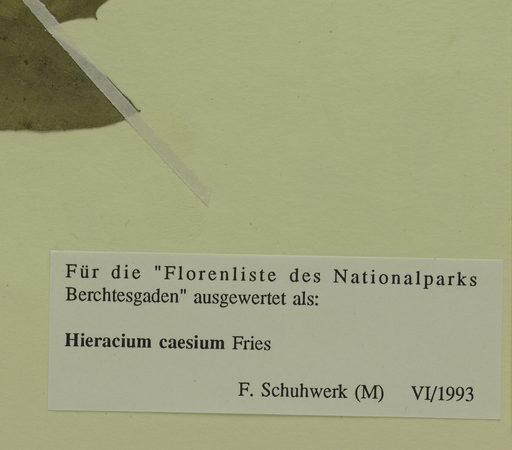 Für die "Florenliste des Nationalparks
Berchtesgaden" ausgewertet als:
Hieracium caesium Fries
F. Schuhwerk (M) VI/1993